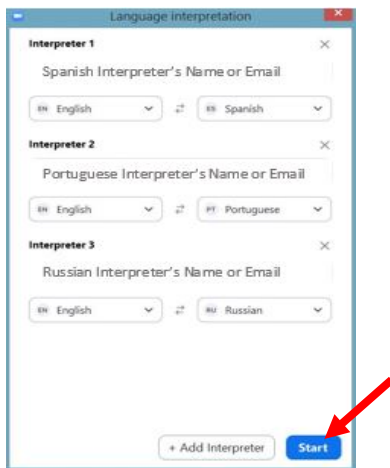 Language interpretation
Interpreter 1
Spanish Interpreter's Name or Email
EN English ES Spanish
Interpreter 2
Portuguese Interpreter's Name or Email
EN English PT Portuguese
Interpreter 3
Russian Interpreter's Name or Email
EN English RU Russian
+ Add Interpreter Start